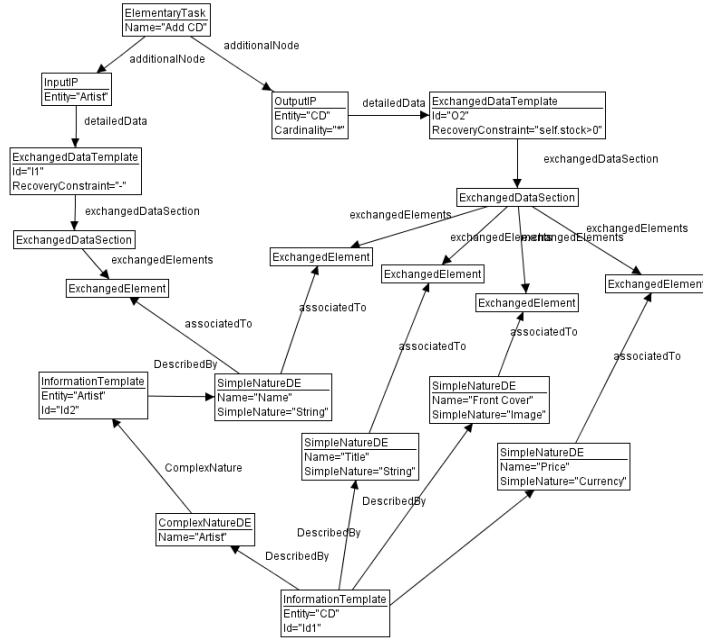 ElementaryTask
Name="Add CD"
additionalNode
additionalNode
InputIP
Entity="Artist"
OutputIP
Entity="CD"
Cardinality="*"
detailedData
ExchangedDataTemplate
Id="O2"
RecoveryConstraint="self.stock>0"
detailedData
ExchangedDataTemplate
Id="I1"
RecoveryConstraint="-"
exchangedDataSection
exchangedDataSection
ExchangedDataSection
ExchangedDataSection
exchangedElements
exchangedElements
exchangedElements
exchangedElements
exchangedElements
ExchangedElement
ExchangedElement
ExchangedElement
ExchangedElement
ExchangedElement
associatedTo
associatedTo
associatedTo
associatedTo
associatedTo
DescribedBy
InformationTemplate
Entity="Artist"
Id="Id2"
SimpleNatureDE
Name="Name"
SimpleNature="String"
SimpleNatureDE
Name="Front Cover"
SimpleNature="Image"
SimpleNatureDE
Name="Title"
SimpleNature="String"
SimpleNatureDE
Name="Price"
SimpleNature="Currency"
ComplexNature
DescribedBy
ComplexNatureDE
Name="Artist"
DescribedBy
DescribedBy
InformationTemplate
Entity="CD"
Id="Id1"